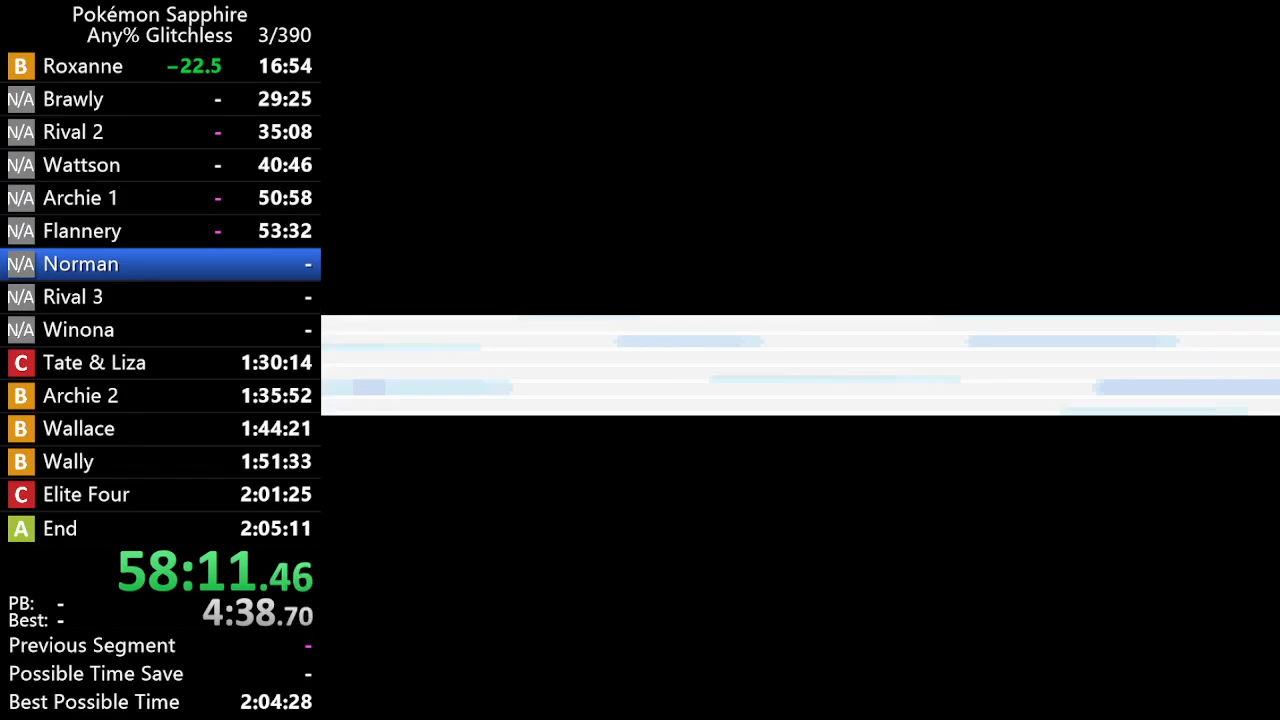 Pokémon Sapphire
Any% Glitchless 3/390
B Roxanne -22.5 16:54
N/A Brawly - 29:25
N/A Rival 2 - 35:08
N/A Wattson - 40:46
N/A Archie 1 - 50:58
N/A Flannery - 53:32
N/A Norman -
N/A Rival 3 -
N/A Winona -
C Tate & Liza 1:30:14
B Archie 2 1:35:52
B Wallace 1:44:21
B Wally 1:51:33
C Elite Four 2:01:25
A End 2:05:11
58:11.46
PB: - 4:38.70
Best: -
Previous Segment -
Possible Time Save -
Best Possible Time 2:04:28